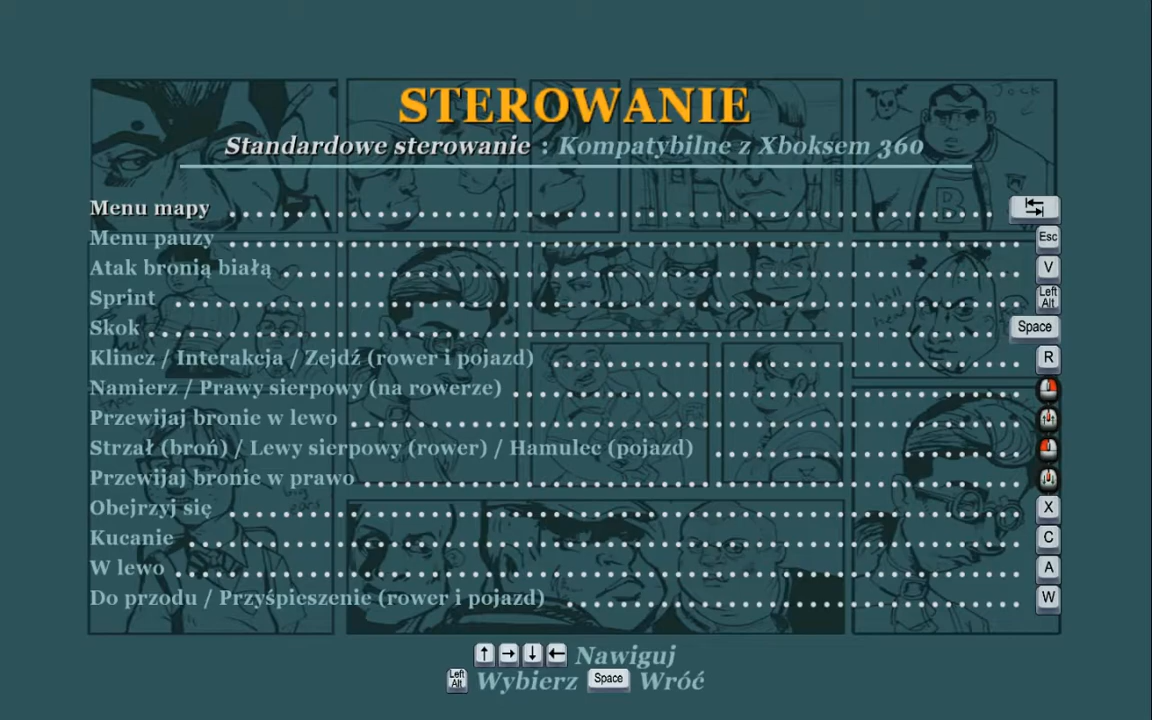 STEROWANIE
Standardowe sterowanie : Kompatybilne z Xboksem 360
Menu mapy
Menu pauzy Esc
Atak bronią białą V
Sprint Left Alt
Skok Space
Klincz / Interakcja / Zejdź (rower i pojazd) R
Namierz / Prawy sierpowy (na rowerze)
Przewijaj bronie w lewo
Strzał (broń) / Lewy sierpowy (rower) / Hamulec (pojazd)
Przewijaj bronie w prawo
Obejrzyj się X
Kucanie C
W lewo A
Do przodu / Przyśpieszenie (rower i pojazd) W
↑ → ↓ ← Nawiguj
Left Alt Wybierz Space Wróć